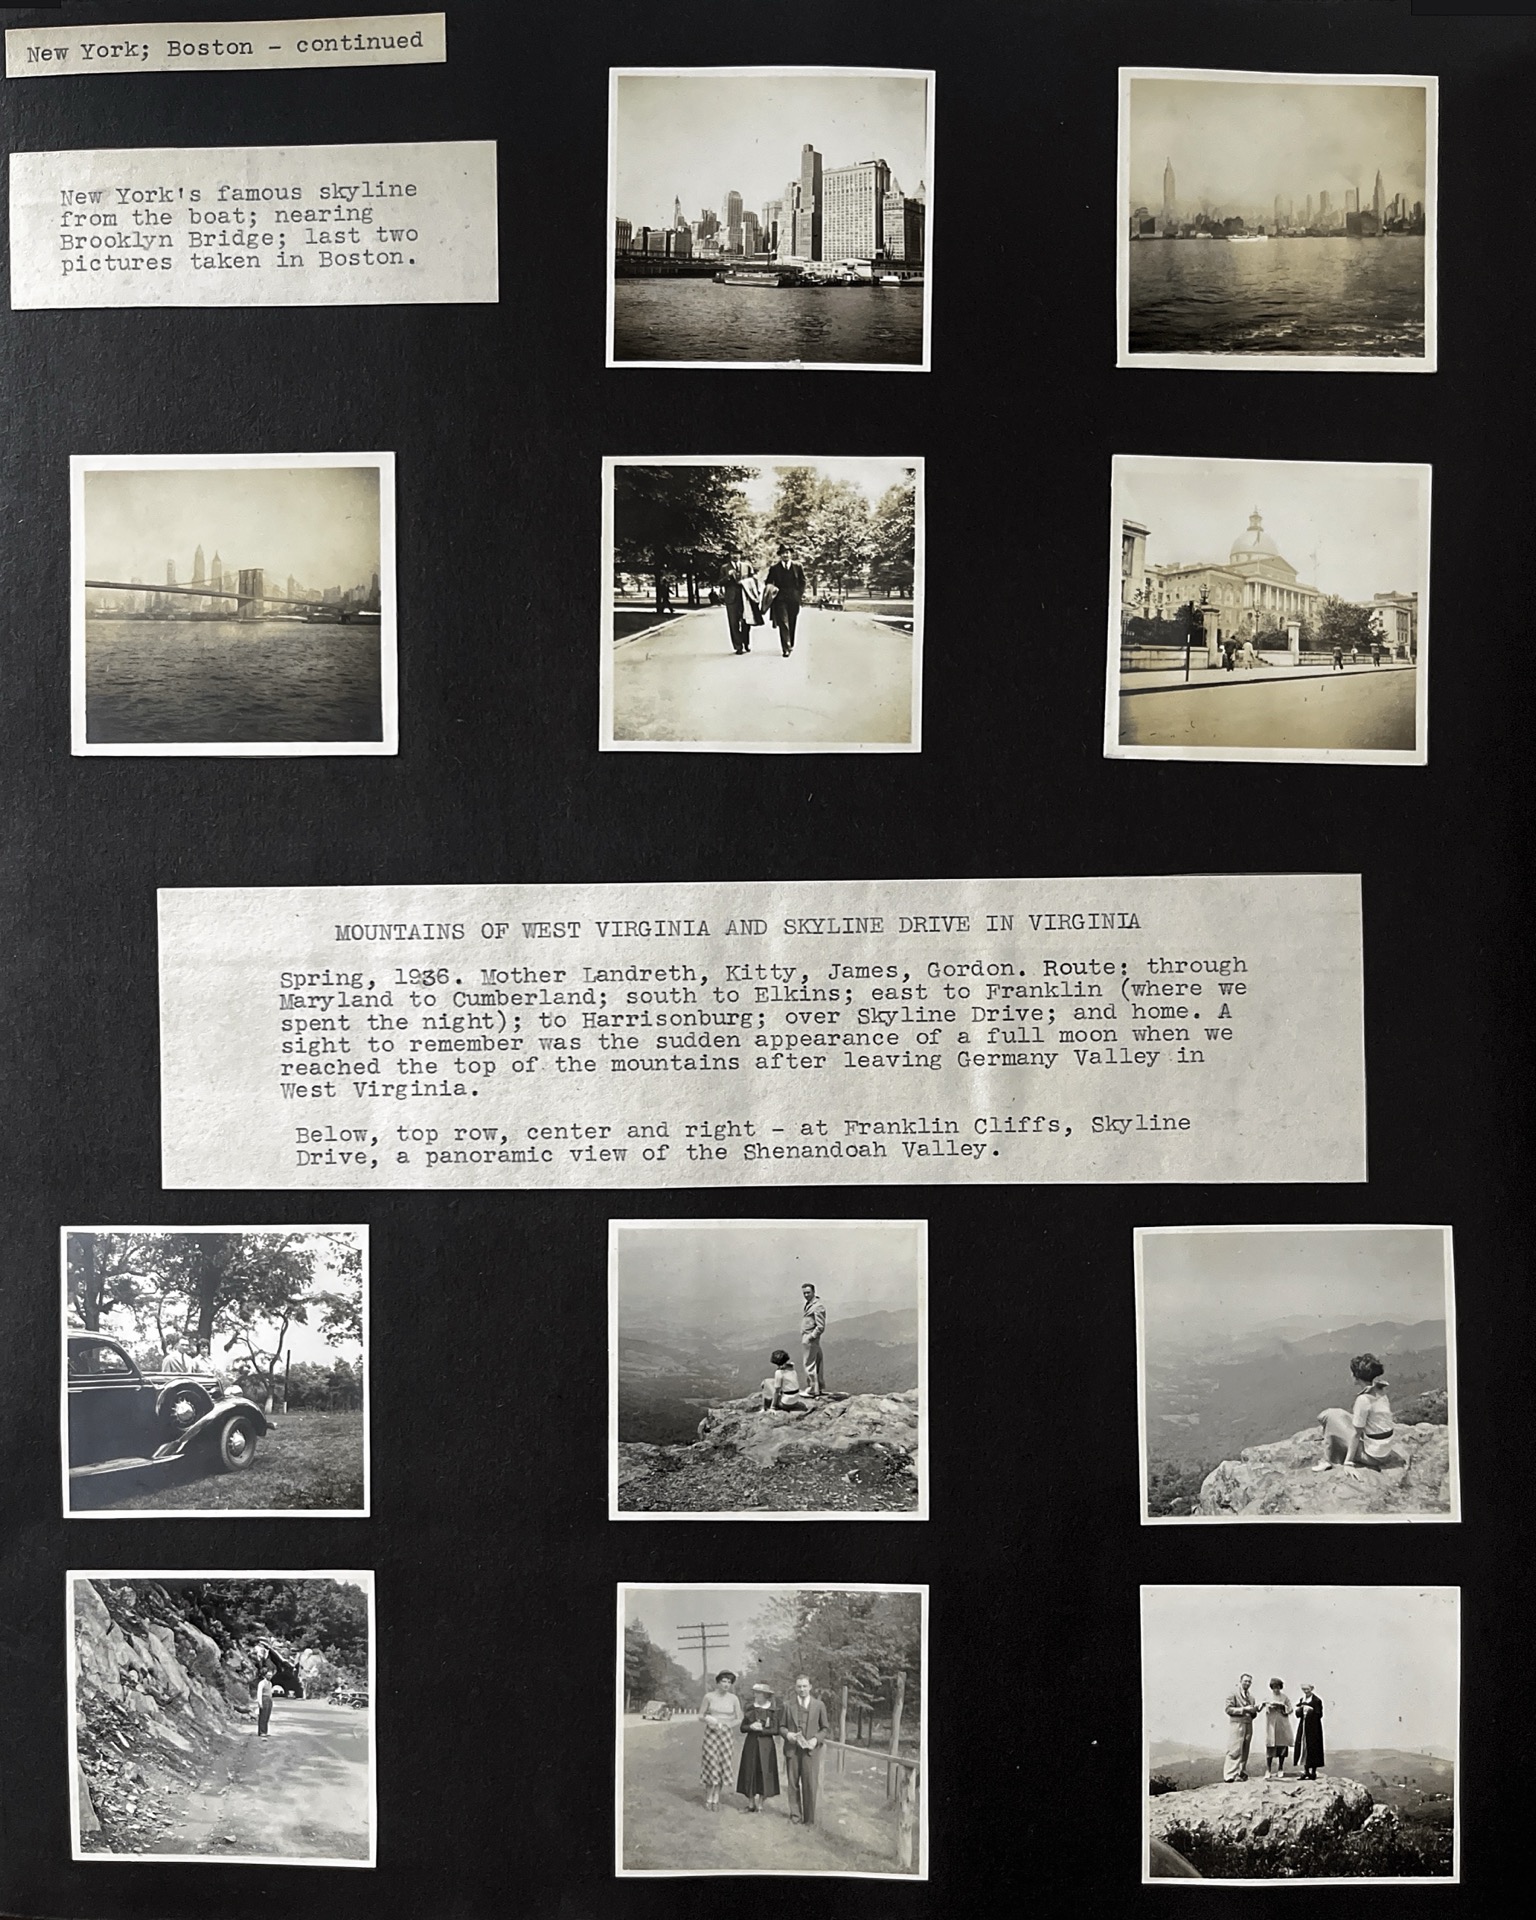 New York; Boston - continued
New York's famous skyline
from the boat; nearing
Brooklyn Bridge; last two
pictures taken in Boston.
MOUNTAINS OF WEST VIRGINIA AND SKYLINE DRIVE IN VIRGINIA
Spring, 1936. Mother Landreth, Kitty, James, Gordon. Route: through
Maryland to Cumberland; south to Elkins; east to Franklin (where we
spent the night); to Harrisonburg; over Skyline Drive; and home. A
sight to remember was the sudden appearance of a full moon when we
reached the top of the mountains after leaving Germany Valley in
West Virginia.
Below, top row, center and right - at Franklin Cliffs, Skyline
Drive, a panoramic view of the Shenandoah Valley.